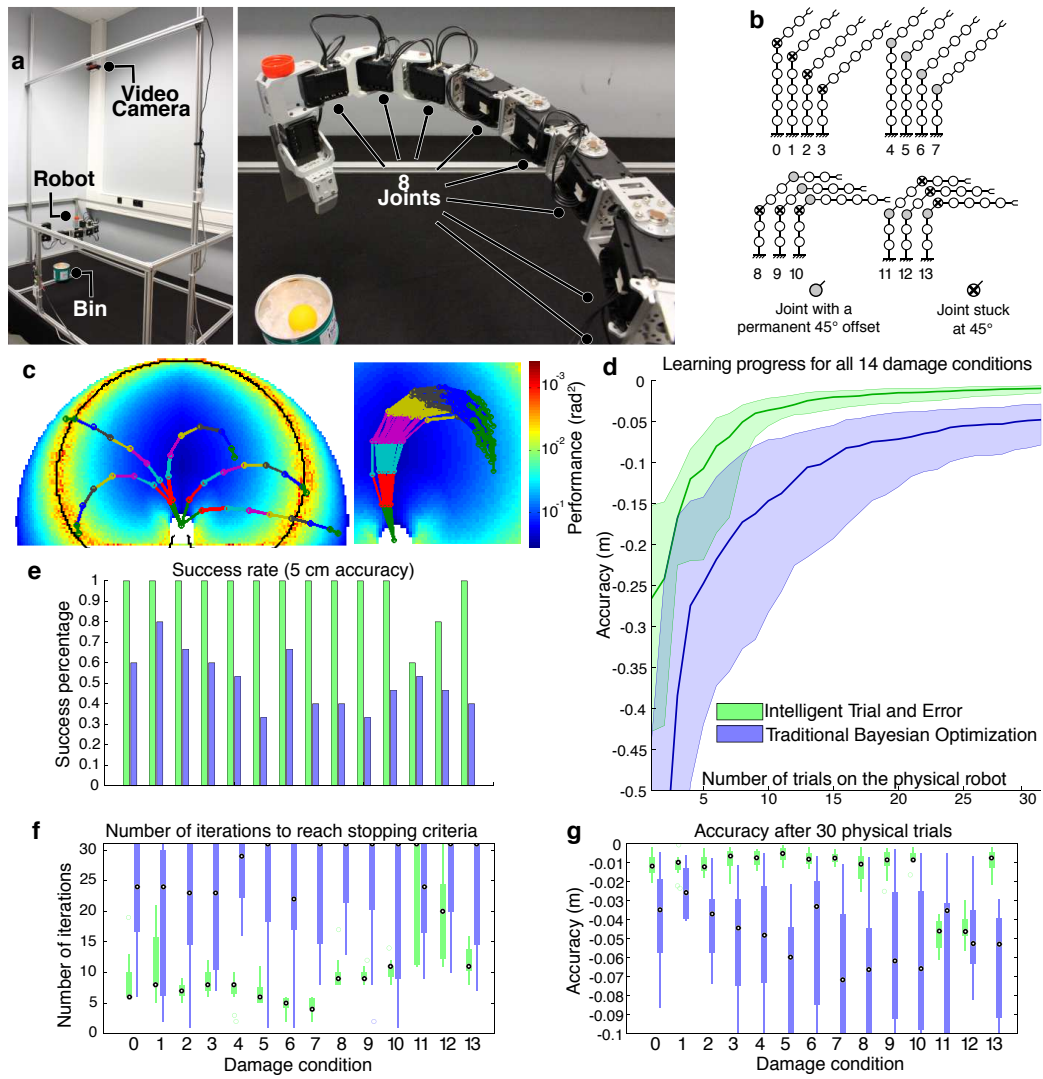 a
Video
Camera
Robot
Bin
8
Joints
b
0 1 2 3
4 5 6 7
8 9 10
11 12 13
Joint with a
permanent 45° offset
Joint stuck
at 45°
c
10⁻³
10⁻²
10⁻¹
Performance (rad²)
d
Learning progress for all 14 damage conditions
0
-0.05
-0.1
-0.15
-0.2
-0.25
-0.3
-0.35
-0.4
-0.45
-0.5
Accuracy (m)
Intelligent Trial and Error
Traditional Bayesian Optimization
Number of trials on the physical robot
5 10 15 20 25 30
e
Success rate (5 cm accuracy)
1
0.9
0.8
0.7
0.6
0.5
0.4
0.3
0.2
0.1
0
Success percentage
f
Number of iterations to reach stopping criteria
30
25
20
15
10
5
0
Number of iterations
0 1 2 3 4 5 6 7 8 9 10 11 12 13
Damage condition
g
Accuracy after 30 physical trials
0
-0.01
-0.02
-0.03
-0.04
-0.05
-0.06
-0.07
-0.08
-0.09
-0.1
Accuracy (m)
0 1 2 3 4 5 6 7 8 9 10 11 12 13
Damage condition